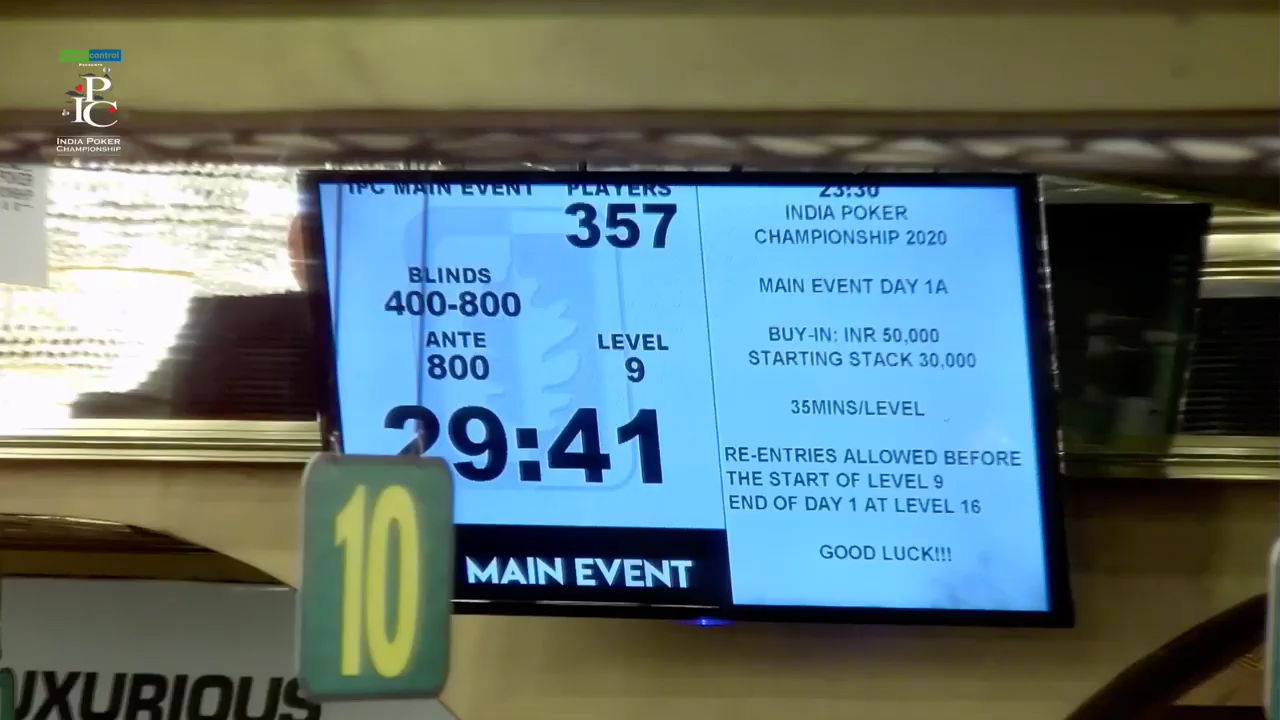 control
PRESENTS
IPC
INDIA POKER
CHAMPIONSHIP
IPC MAIN EVENT
PLAYERS
357
BLINDS
400-800
ANTE
800
LEVEL
9
29:41
MAIN EVENT
23:30
INDIA POKER
CHAMPIONSHIP 2020
MAIN EVENT DAY 1A
BUY-IN: INR 50,000
STARTING STACK 30,000
35MINS/LEVEL
RE-ENTRIES ALLOWED BEFORE
THE START OF LEVEL 9
END OF DAY 1 AT LEVEL 16
GOOD LUCK!!!
10
UXURIOUS